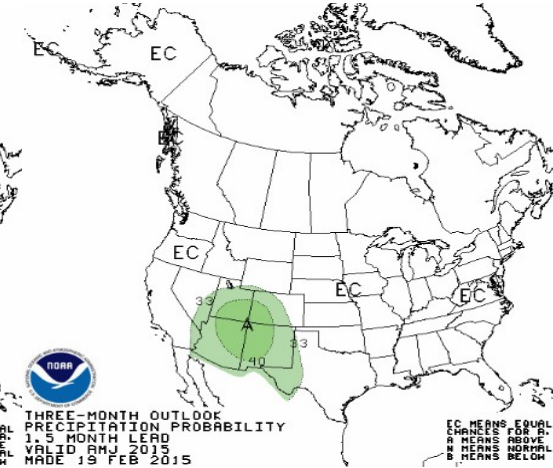 EC
EC
EC
EC
33
EC
EC
A
33
40
NOAA
THREE-MONTH OUTLOOK
PRECIPITATION PROBABILITY
1.5 MONTH LEAD
VALID AMJ 2015
MADE 19 FEB 2015
EC MEANS EQUAL
CHANCES FOR A,
A MEANS ABOVE
N MEANS NORMAL
B MEANS BELOW